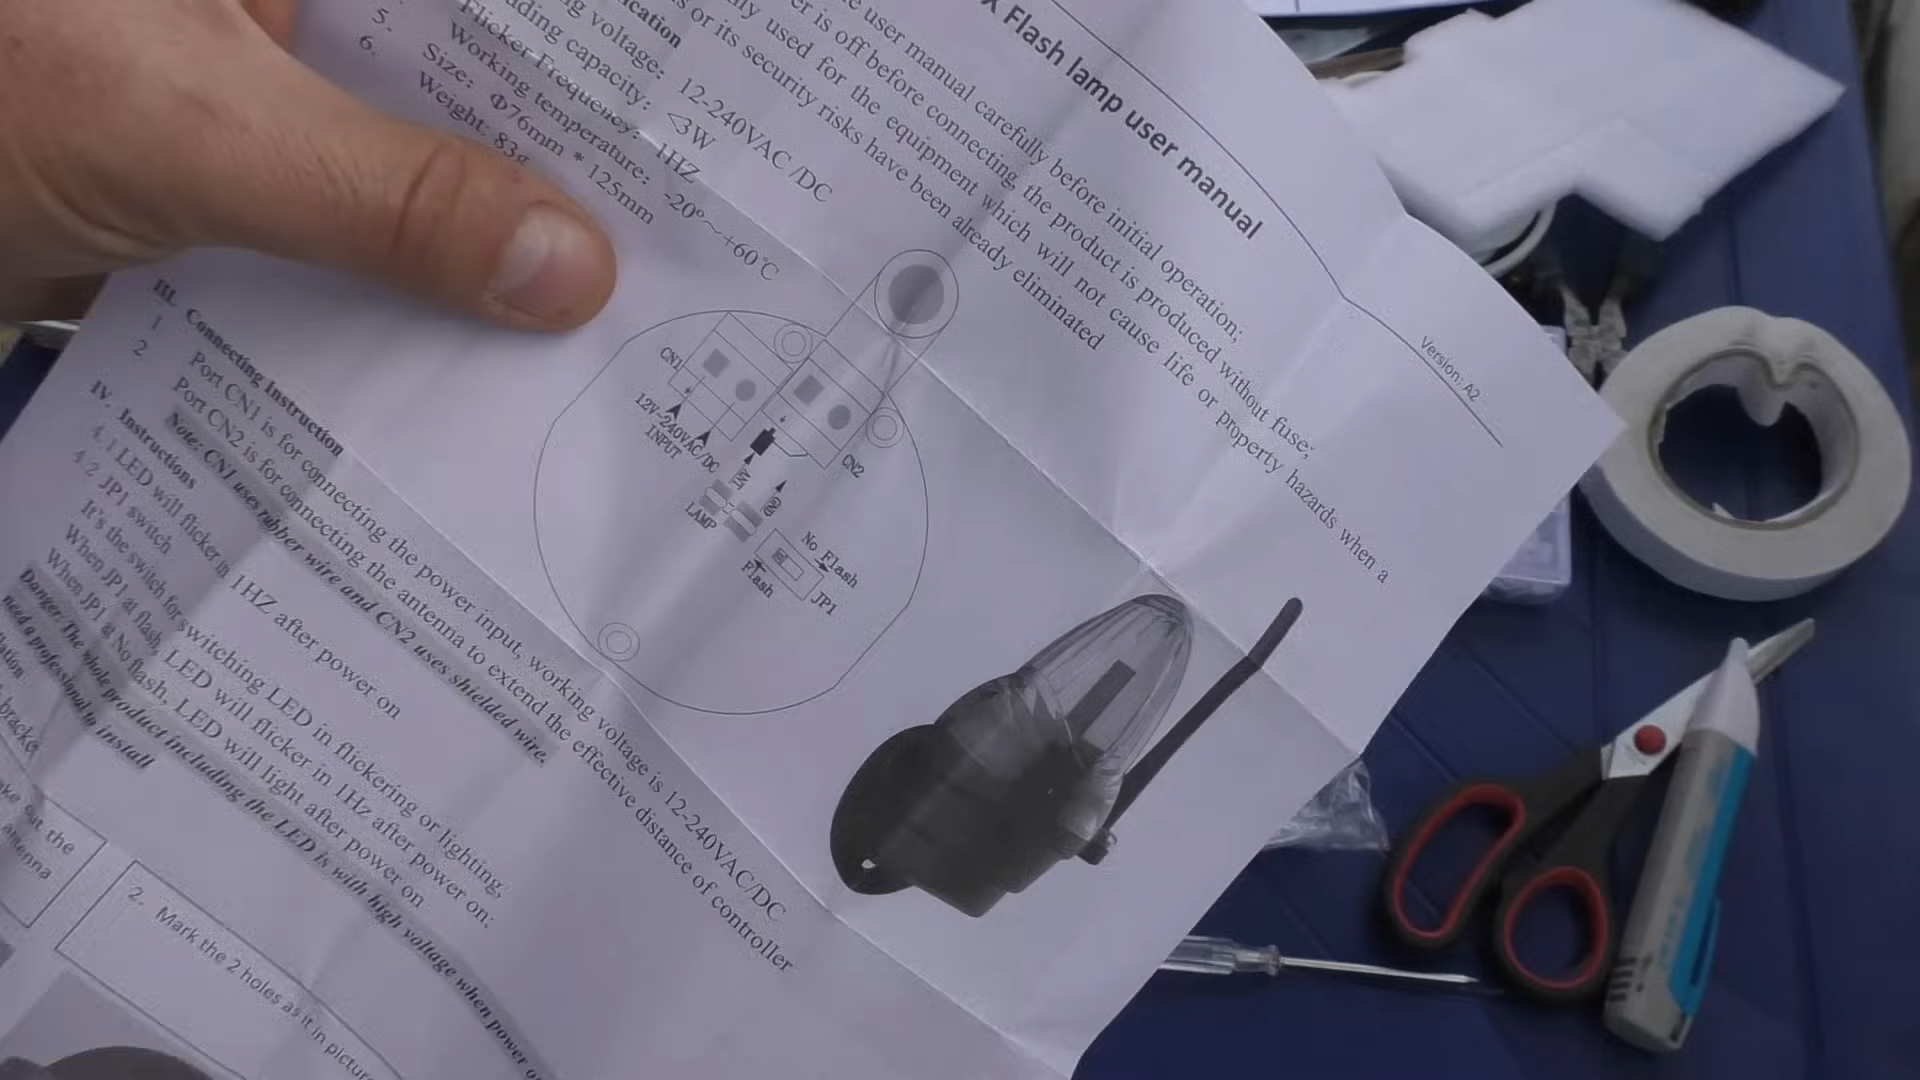 Flash lamp user manual
Version: A2
user manual carefully before initial operation;
er is off before connecting, the product is produced without fuse;
used for the equipment which will not cause life or property hazards when a
or its security risks have been already eliminated
voltage: 12-240VAC /DC
capacity: <3W
Flicker Frequency: 1HZ
5. Working temperature: -20°~+60℃
6. Size: Φ76mm * 125mm
Weight: 83g
CN1
12V-240VAC/DC
INPUT
CN2
LAMP
No Flash
Flash
JP1
III. Connecting Instruction
1 Port CN1 is for connecting the power input, working voltage is 12-240VAC/DC
2 Port CN2 is for connecting the antenna to extend the effective distance of controller
Note: CN1 uses rubber wire and CN2 uses shielded wire.
IV. Instructions
4. 1 LED will flicker in 1HZ after power on
4. 2 JP1 switch
It's the switch for switching LED in flickering or lighting,
When JP1 at flash, LED will flicker in 1Hz after power on;
When JP1 at No flash, LED will light after power on
Danger: The whole product including the LED is with high voltage when power
need a professional to install
out the
antenna
2. Mark the 2 holes as it in picture